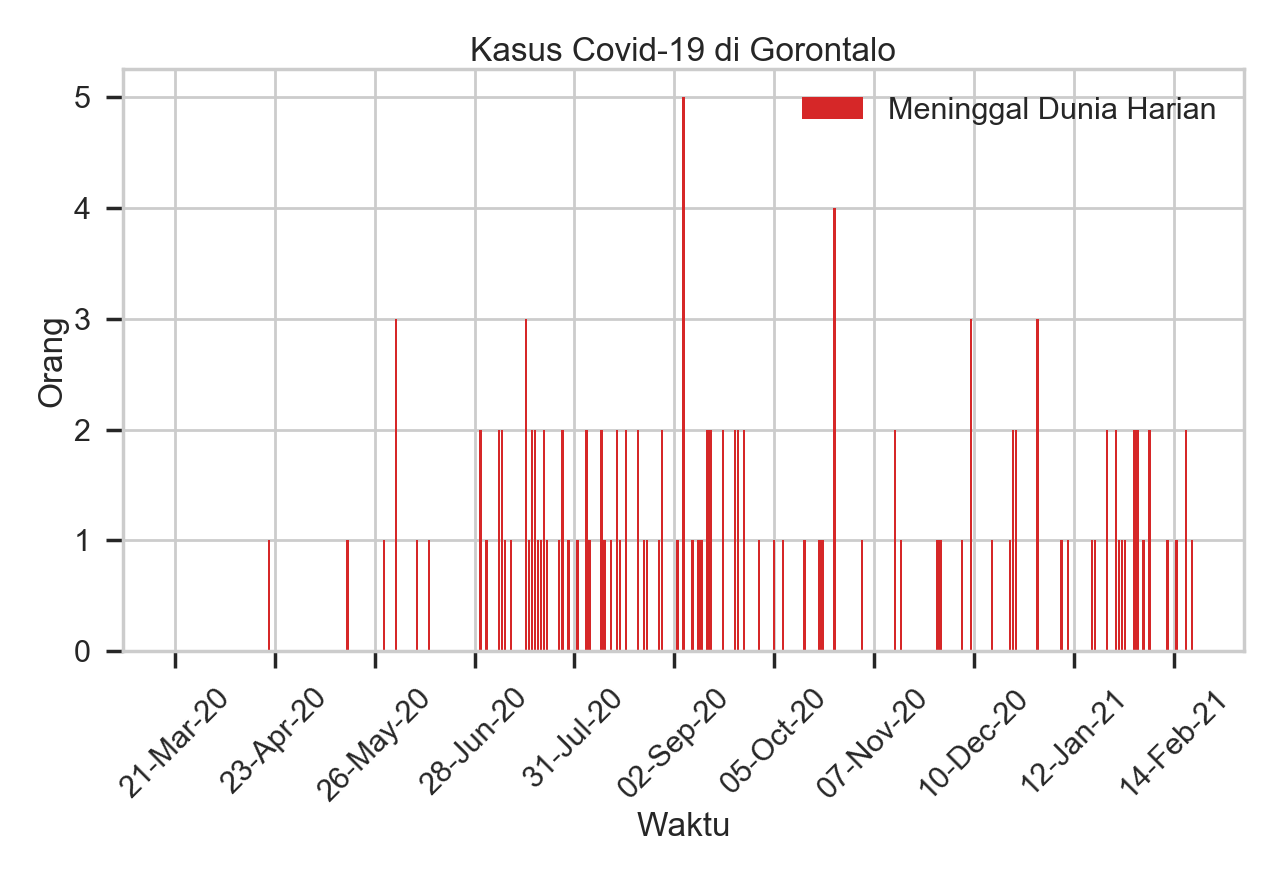 Kasus Covid-19 di Gorontalo
Meninggal Dunia Harian
5
4
3
2
1
0
Orang
21-Mar-20
23-Apr-20
26-May-20
28-Jun-20
31-Jul-20
02-Sep-20
05-Oct-20
07-Nov-20
10-Dec-20
12-Jan-21
14-Feb-21
Waktu